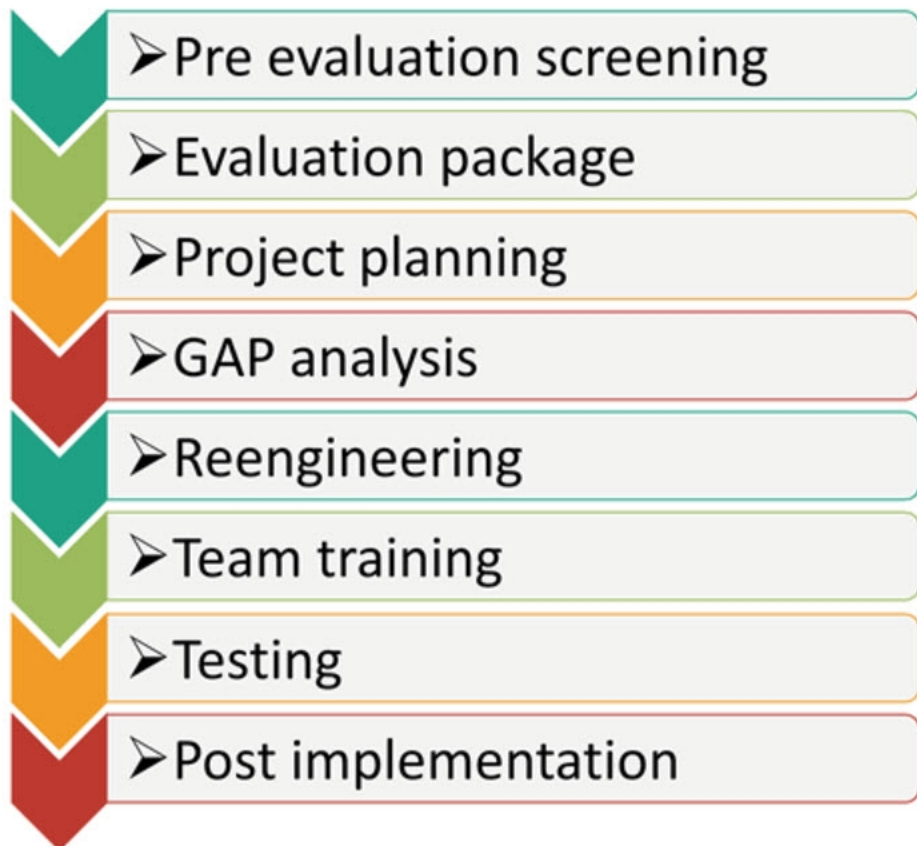 ➢Pre evaluation screening
➢Evaluation package
➢Project planning
➢GAP analysis
➢Reengineering
➢Team training
➢Testing
➢Post implementation